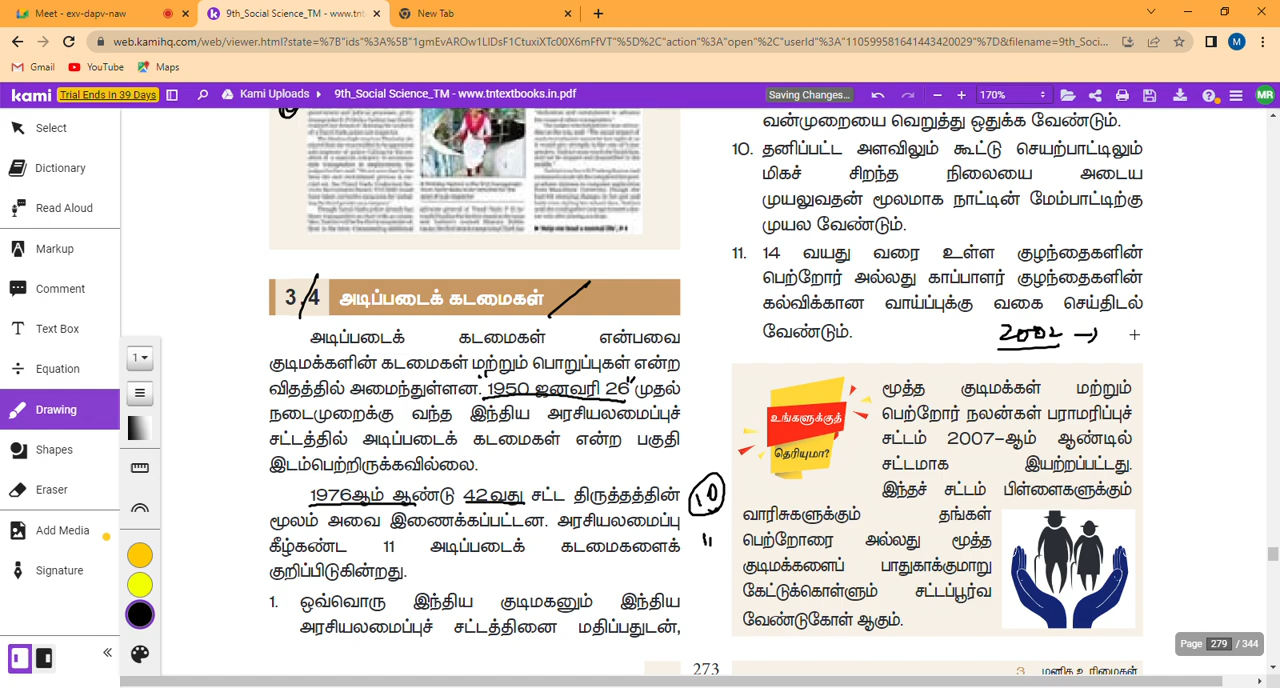 Meet - exv-dapv-naw
9th_Social Science_TM - www.tnt
New Tab
web.kamihq.com/web/viewer.html?state=%7B"ids"%3A%5B"1gmEvAROw1LIDsF1CtuxiXTc00X6mFfVT"%5D%2C"action"%3A"open"%2C"userId"%3A"110599581641443420029"%7D&filename=9th_Soci...
Gmail
YouTube
Maps
kami
Trial Ends In 39 Days
Kami Uploads
9th_Social Science_TM - www.tntextbooks.in.pdf
Saving Changes...
170%
MR
Select
Dictionary
Read Aloud
Markup
Comment
Text Box
Equation
Drawing
Shapes
Eraser
Add Media
Signature
1
3.4 அடிப்படைக் கடமைகள்
அடிப்படைக் கடமைகள் என்பவை
குடிமக்களின் கடமைகள் மற்றும் பொறுப்புகள் என்ற
விதத்தில் அமைந்துள்ளன. 1950 ஜனவரி 26 முதல்
நடைமுறைக்கு வந்த இந்திய அரசியலமைப்புச்
சட்டத்தில் அடிப்படைக் கடமைகள் என்ற பகுதி
இடம்பெற்றிருக்கவில்லை.
1976ஆம் ஆண்டு 42வது சட்ட திருத்தத்தின்
மூலம் அவை இணைக்கப்பட்டன. அரசியலமைப்பு
கீழ்கண்ட 11 அடிப்படைக் கடமைகளைக்
குறிப்பிடுகின்றது.
1. ஒவ்வொரு இந்திய குடிமகனும் இந்திய
அரசியலமைப்புச் சட்டத்தினை மதிப்பதுடன்,
10
11
வன்முறையை வெறுத்து ஒதுக்க வேண்டும்.
10. தனிப்பட்ட அளவிலும் கூட்டு செயற்பாட்டிலும்
மிகச் சிறந்த நிலையை அடைய
முயலுவதன் மூலமாக நாட்டின் மேம்பாட்டிற்கு
முயல வேண்டும்.
11. 14 வயது வரை உள்ள குழந்தைகளின்
பெற்றோர் அல்லது காப்பாளர் குழந்தைகளின்
கல்விக்கான வாய்ப்புக்கு வகை செய்திடல்
வேண்டும்.
2002 →
உங்களுக்குத்
தெரியுமா?
மூத்த குடிமக்கள் மற்றும்
பெற்றோர் நலன்கள் பராமரிப்புச்
சட்டம் 2007-ஆம் ஆண்டில்
சட்டமாக இயற்றப்பட்டது.
இந்தச் சட்டம் பிள்ளைகளுக்கும்
வாரிசுகளுக்கும் தங்கள்
பெற்றோரை அல்லது மூத்த
குடிமக்களைப் பாதுகாக்குமாறு
கேட்டுக்கொள்ளும் சட்டப்பூர்வ
வேண்டுகோள் ஆகும்.
Page 279 / 344
273
3 மனித உரிமைகள்